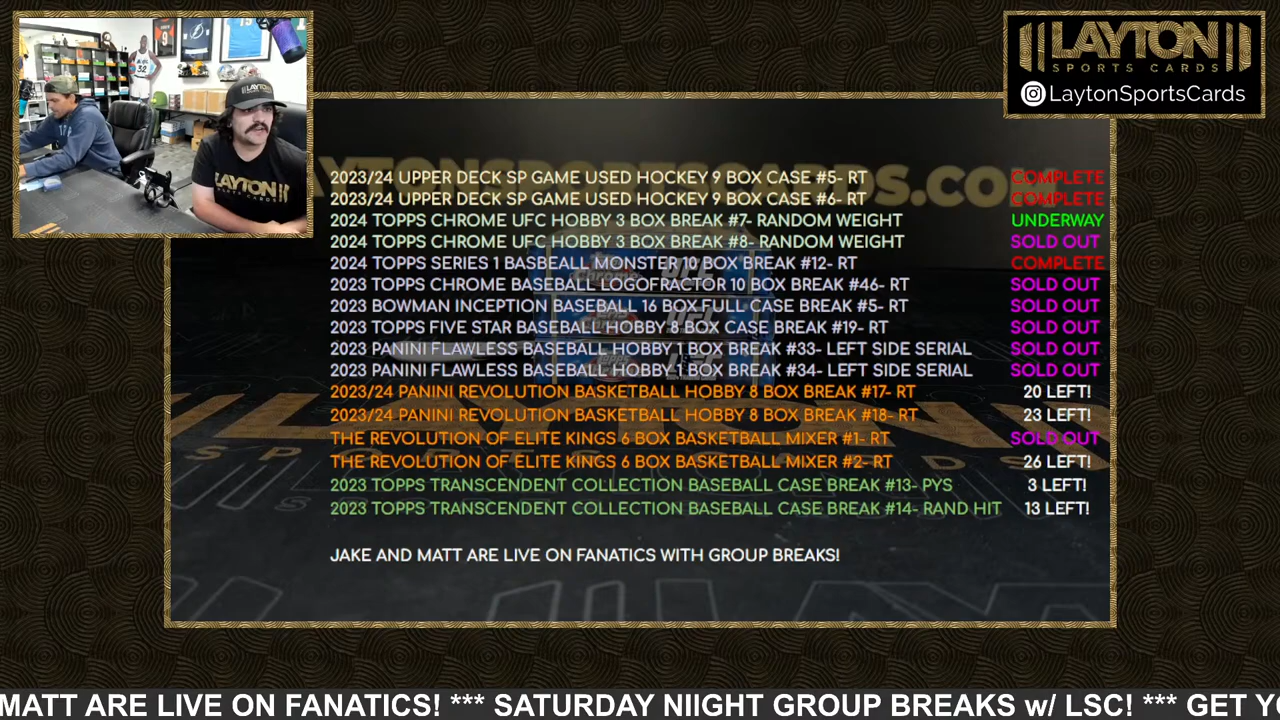 LAYTON
SPORTS CARDS
LaytonSportsCards
2023/24 UPPER DECK SP GAME USED HOCKEY 9 BOX CASE #5- RT COMPLETE
2023/24 UPPER DECK SP GAME USED HOCKEY 9 BOX CASE #6- RT COMPLETE
2024 TOPPS CHROME UFC HOBBY 3 BOX BREAK #7- RANDOM WEIGHT UNDERWAY
2024 TOPPS CHROME UFC HOBBY 3 BOX BREAK #8- RANDOM WEIGHT SOLD OUT
2024 TOPPS SERIES 1 BASBEALL MONSTER 10 BOX BREAK #12- RT COMPLETE
2023 TOPPS CHROME BASEBALL LOGOFRACTOR 10 BOX BREAK #46- RT SOLD OUT
2023 BOWMAN INCEPTION BASEBALL 16 BOX FULL CASE BREAK #5- RT SOLD OUT
2023 TOPPS FIVE STAR BASEBALL HOBBY 8 BOX CASE BREAK #19- RT SOLD OUT
2023 PANINI FLAWLESS BASEBALL HOBBY 1 BOX BREAK #33- LEFT SIDE SERIAL SOLD OUT
2023 PANINI FLAWLESS BASEBALL HOBBY 1 BOX BREAK #34- LEFT SIDE SERIAL SOLD OUT
2023/24 PANINI REVOLUTION BASKETBALL HOBBY 8 BOX BREAK #17- RT 20 LEFT!
2023/24 PANINI REVOLUTION BASKETBALL HOBBY 8 BOX BREAK #18- RT 23 LEFT!
THE REVOLUTION OF ELITE KINGS 6 BOX BASKETBALL MIXER #1- RT SOLD OUT
THE REVOLUTION OF ELITE KINGS 6 BOX BASKETBALL MIXER #2- RT 26 LEFT!
2023 TOPPS TRANSCENDENT COLLECTION BASEBALL CASE BREAK #13- PYS 3 LEFT!
2023 TOPPS TRANSCENDENT COLLECTION BASEBALL CASE BREAK #14- RAND HIT 13 LEFT!
JAKE AND MATT ARE LIVE ON FANATICS WITH GROUP BREAKS!
MATT ARE LIVE ON FANATICS! *** SATURDAY NIIGHT GROUP BREAKS w/ LSC! *** GET YO